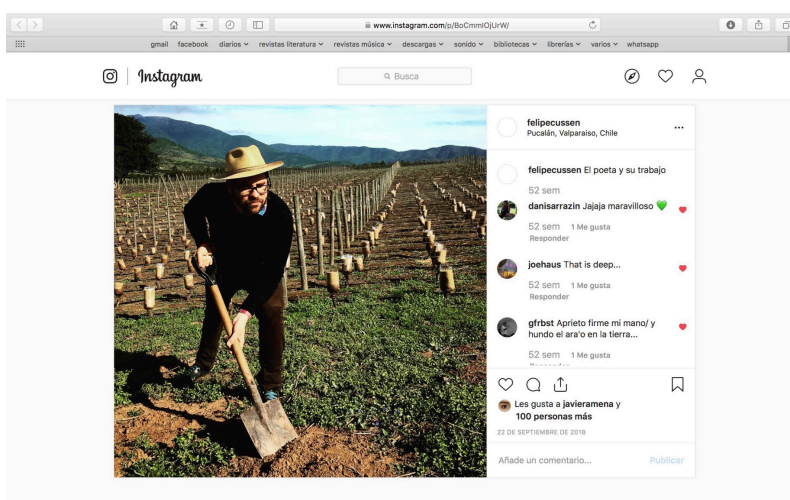 www.instagram.com/p/BoCmmIOjUrW/
gmail facebook diarios revistas literatura revistas música descargas sonido bibliotecas librerías varios whatsapp
Instagram
Busca
felipecussen
Pucalán, Valparaiso, Chile
felipecussen El poeta y su trabajo
52 sem
danisarrazin Jajaja maravilloso 💚
52 sem 1 Me gusta
Responder
joehaus That is deep...
52 sem 1 Me gusta
Responder
gfrbst Aprieto firme mi mano/ y
hundo el ara'o en la tierra...
52 sem 1 Me gusta
Les gusta a javieramena y
100 personas más
22 DE SEPTIEMBRE DE 2018
Añade un comentario... Publicar